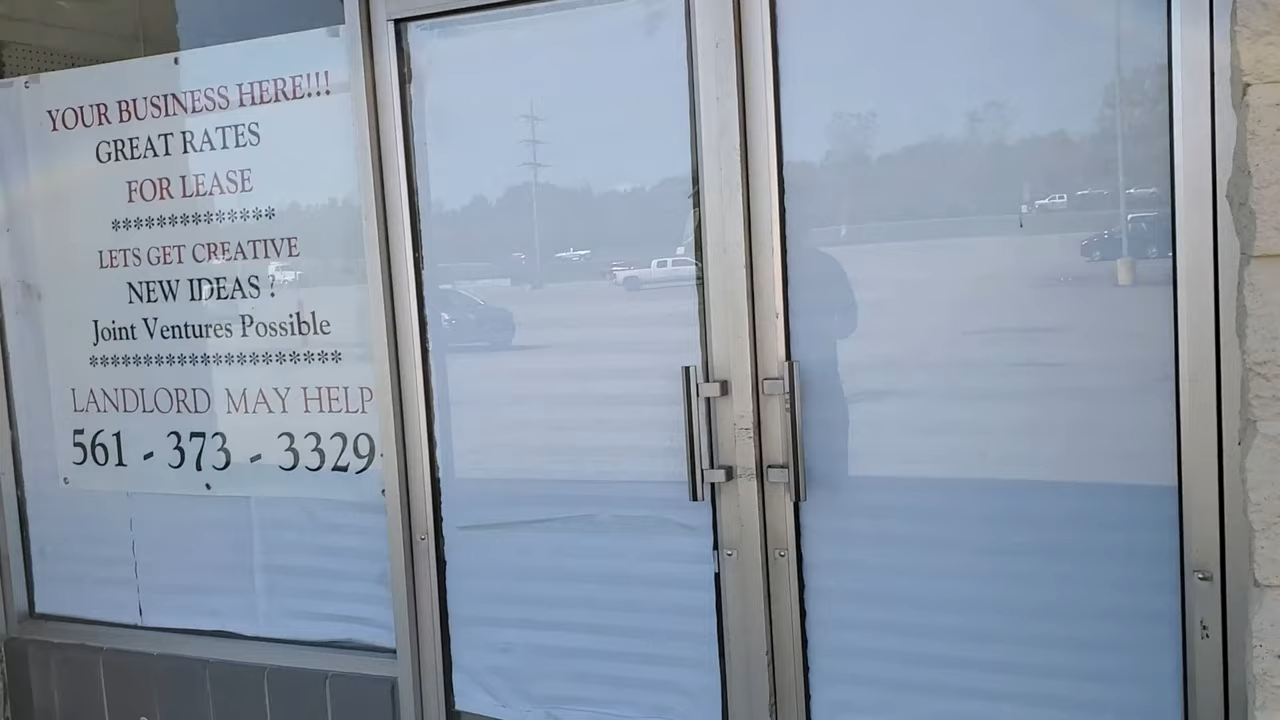 YOUR BUSINESS HERE!!!
GREAT RATES
FOR LEASE
*************
LETS GET CREATIVE
NEW IDEAS ?
Joint Ventures Possible
********************
LANDLORD MAY HELP
561 - 373 - 3329